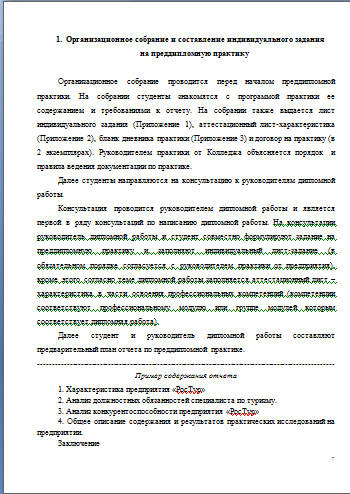 1. Организационное собрание и составление индивидуального задания
на преддипломную практику
Организационное собрание проводится перед началом преддипломной
практики. На собрании студенты знакомятся с программой практики ее
содержанием и требованиями к отчету. На собрании также выдается лист
индивидуального задания (Приложение 1), аттестационный лист-характеристика
(Приложение 2), бланк дневника практики (Приложение 3) и договор на практику (в
2 экземплярах). Руководителем практики от Колледжа объясняется порядок и
правила ведения документации по практике.
Далее студенты направляются на консультацию к руководителям дипломной
работы.
Консультация проводится руководителем дипломной работы и является
первой в ряду консультаций по написанию дипломной работы. На консультации
руководитель дипломной работы и студент совместно формулируют задание на
преддипломную практику и заполняют индивидуальный лист-задание (в
обязательном порядке согласуется с руководителем практики от предприятия),
кроме этого согласно теме дипломной работы заполняется аттестационный лист –
характеристика в части освоения профессиональных компетенций (компетенции
соответствуют профессиональному модулю или группе модулей которым
соответствует дипломная работа).
Далее студент и руководитель дипломной работы составляют
предварительный план отчета по преддипломной практике.
Пример содержания отчета
1. Характеристика предприятия «РосТур»
2. Анализ должностных обязанностей специалиста по туризму.
3. Анализ конкурентоспособности предприятия «РосТур»
4. Общее описание содержания и результатов практических исследований на
предприятии.
Заключение
7